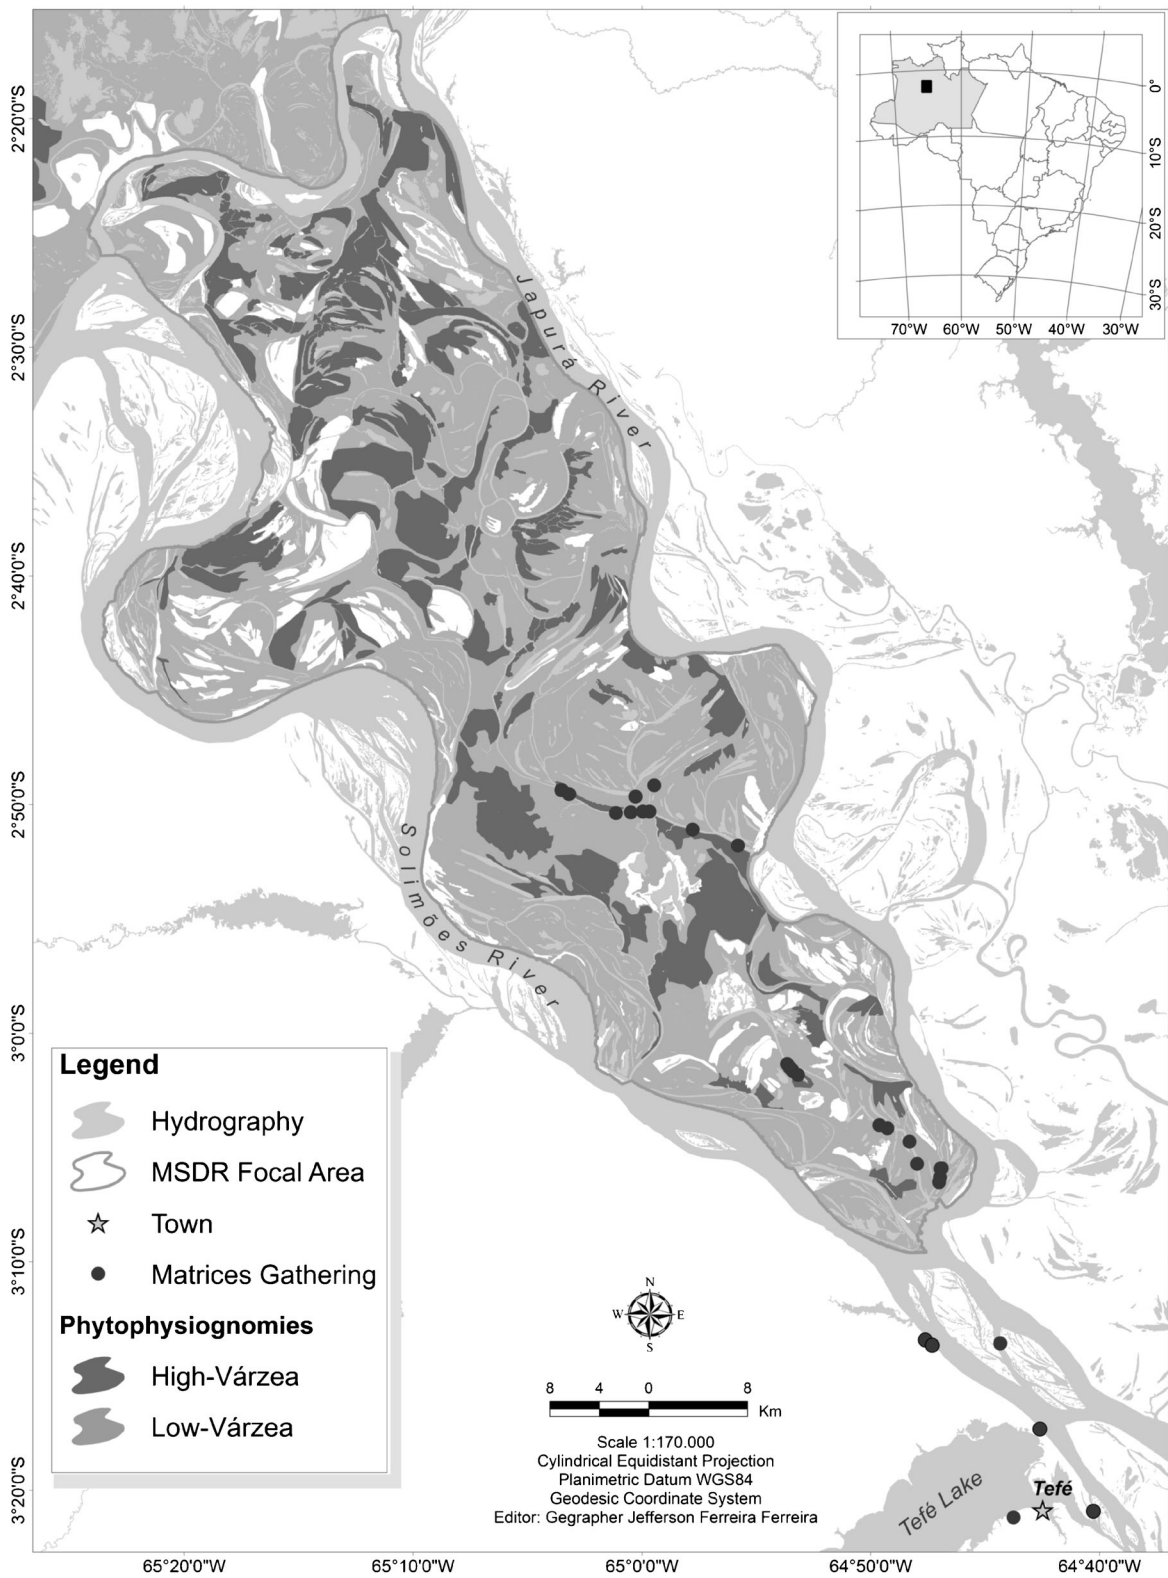 0°
10°S
20°S
30°S
70°W 60°W 50°W 40°W 30°W
2°20'0"S
2°30'0"S
2°40'0"S
2°50'0"S
3°0'0"S
3°10'0"S
3°20'0"S
Japurá River
Solimões River
Legend
Hydrography
MSDR Focal Area
Town
Matrices Gathering
Phytophysiognomies
High-Várzea
Low-Várzea
N
W E
S
8 4 0 8
Km
Scale 1:170.000
Cylindrical Equidistant Projection
Planimetric Datum WGS84
Geodesic Coordinate System
Editor: Gegrapher Jefferson Ferreira Ferreira
Tefé Lake
Tefé
65°20'0"W 65°10'0"W 65°0'0"W 64°50'0"W 64°40'0"W